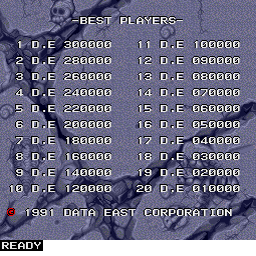 -BEST PLAYERS-
1 D.E 300000 11 D.E 100000
2 D.E 280000 12 D.E 090000
3 D.E 260000 13 D.E 080000
4 D.E 240000 14 D.E 070000
5 D.E 220000 15 D.E 060000
6 D.E 200000 16 D.E 050000
7 D.E 180000 17 D.E 040000
8 D.E 160000 18 D.E 030000
9 D.E 140000 19 D.E 020000
10 D.E 120000 20 D.E 010000
1991 DATA EAST CORPORATION
READY